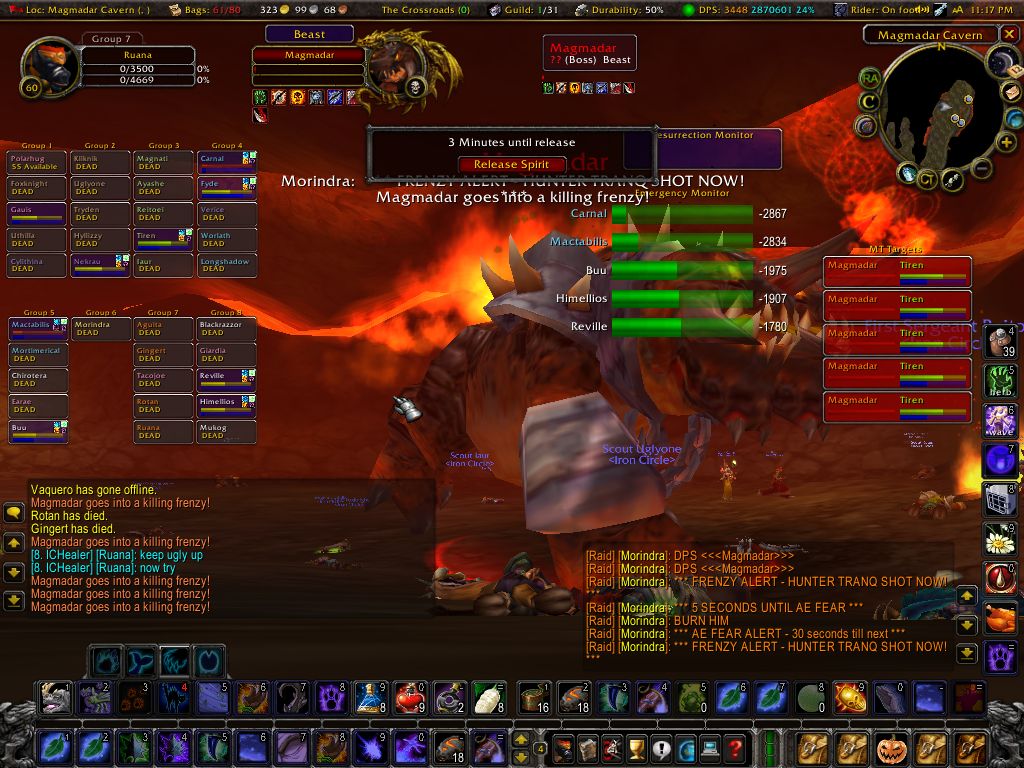 Loc: Magmadar Cavern (, )
Bags: 61/80
323 99 68
The Crossroads (0)
Guild: 1/31
Durability: 50%
DPS: 3448 2870601 24%
Rider: On foot
AA 11:17 PM
Group 7
Ruana
0/3500 0%
0/4669 0%
60
Beast
Magmadar
Magmadar
?? (Boss) Beast
Magmadar Cavern
N
RA
C
CT
3 Minutes until release
Release Spirit
esurrection Monitor
Morindra: FRENZY ALERT - HUNTER TRANQ SHOT NOW!
***
Magmadar goes into a killing frenzy!
Emergency Monitor
Carnal -2867
Mactabilis -2834
Buu -1975
Himellios -1907
Reville -1780
MT Targets
Magmadar Tiren
Magmadar Tiren
Magmadar Tiren
Magmadar Tiren
Magmadar Tiren
Group 1 Group 2 Group 3 Group 4
Polarhug SS Available
Kliknik DEAD
Magnati DEAD
Carnal
Foxknight DEAD
Uglyone DEAD
Ayashe DEAD
Fyde
Gauis
Tryden DEAD
Reitoei DEAD
Verice DEAD
Uthilla DEAD
Hyllizzy DEAD
Tiren
Worlath DEAD
Cylithina DEAD
Nekrau
Iaur DEAD
Longshadow DEAD
Group 5 Group 6 Group 7 Group 8
Mactabilis
Morindra DEAD
Aguita DEAD
Blackrazzor DEAD
Mortimerical DEAD
Gingert DEAD
Giardia DEAD
Chirotera DEAD
Tacojoe DEAD
Reville
Earae DEAD
Rotan DEAD
Himellios
Buu
Ruana DEAD
Mukog DEAD
Scout Iaur
<Iron Circle>
Scout Uglyone
<Iron Circle>
Vaquero has gone offline.
Magmadar goes into a killing frenzy!
Rotan has died.
Gingert has died.
Magmadar goes into a killing frenzy!
[8. ICHealer] [Ruana]: keep ugly up
[8. ICHealer] [Ruana]: now try
Magmadar goes into a killing frenzy!
Magmadar goes into a killing frenzy!
Magmadar goes into a killing frenzy!
[Raid] [Morindra]: DPS <<<Magmadar>>>
[Raid] [Morindra]: DPS <<<Magmadar>>>
[Raid] [Morindra]: *** FRENZY ALERT - HUNTER TRANQ SHOT NOW!
***
[Raid] [Morindra]: *** 5 SECONDS UNTIL AE FEAR ***
[Raid] [Morindra]: BURN HIM
[Raid] [Morindra]: *** AE FEAR ALERT - 30 seconds till next ***
[Raid] [Morindra]: *** FRENZY ALERT - HUNTER TRANQ SHOT NOW!
***
39
herb
wave